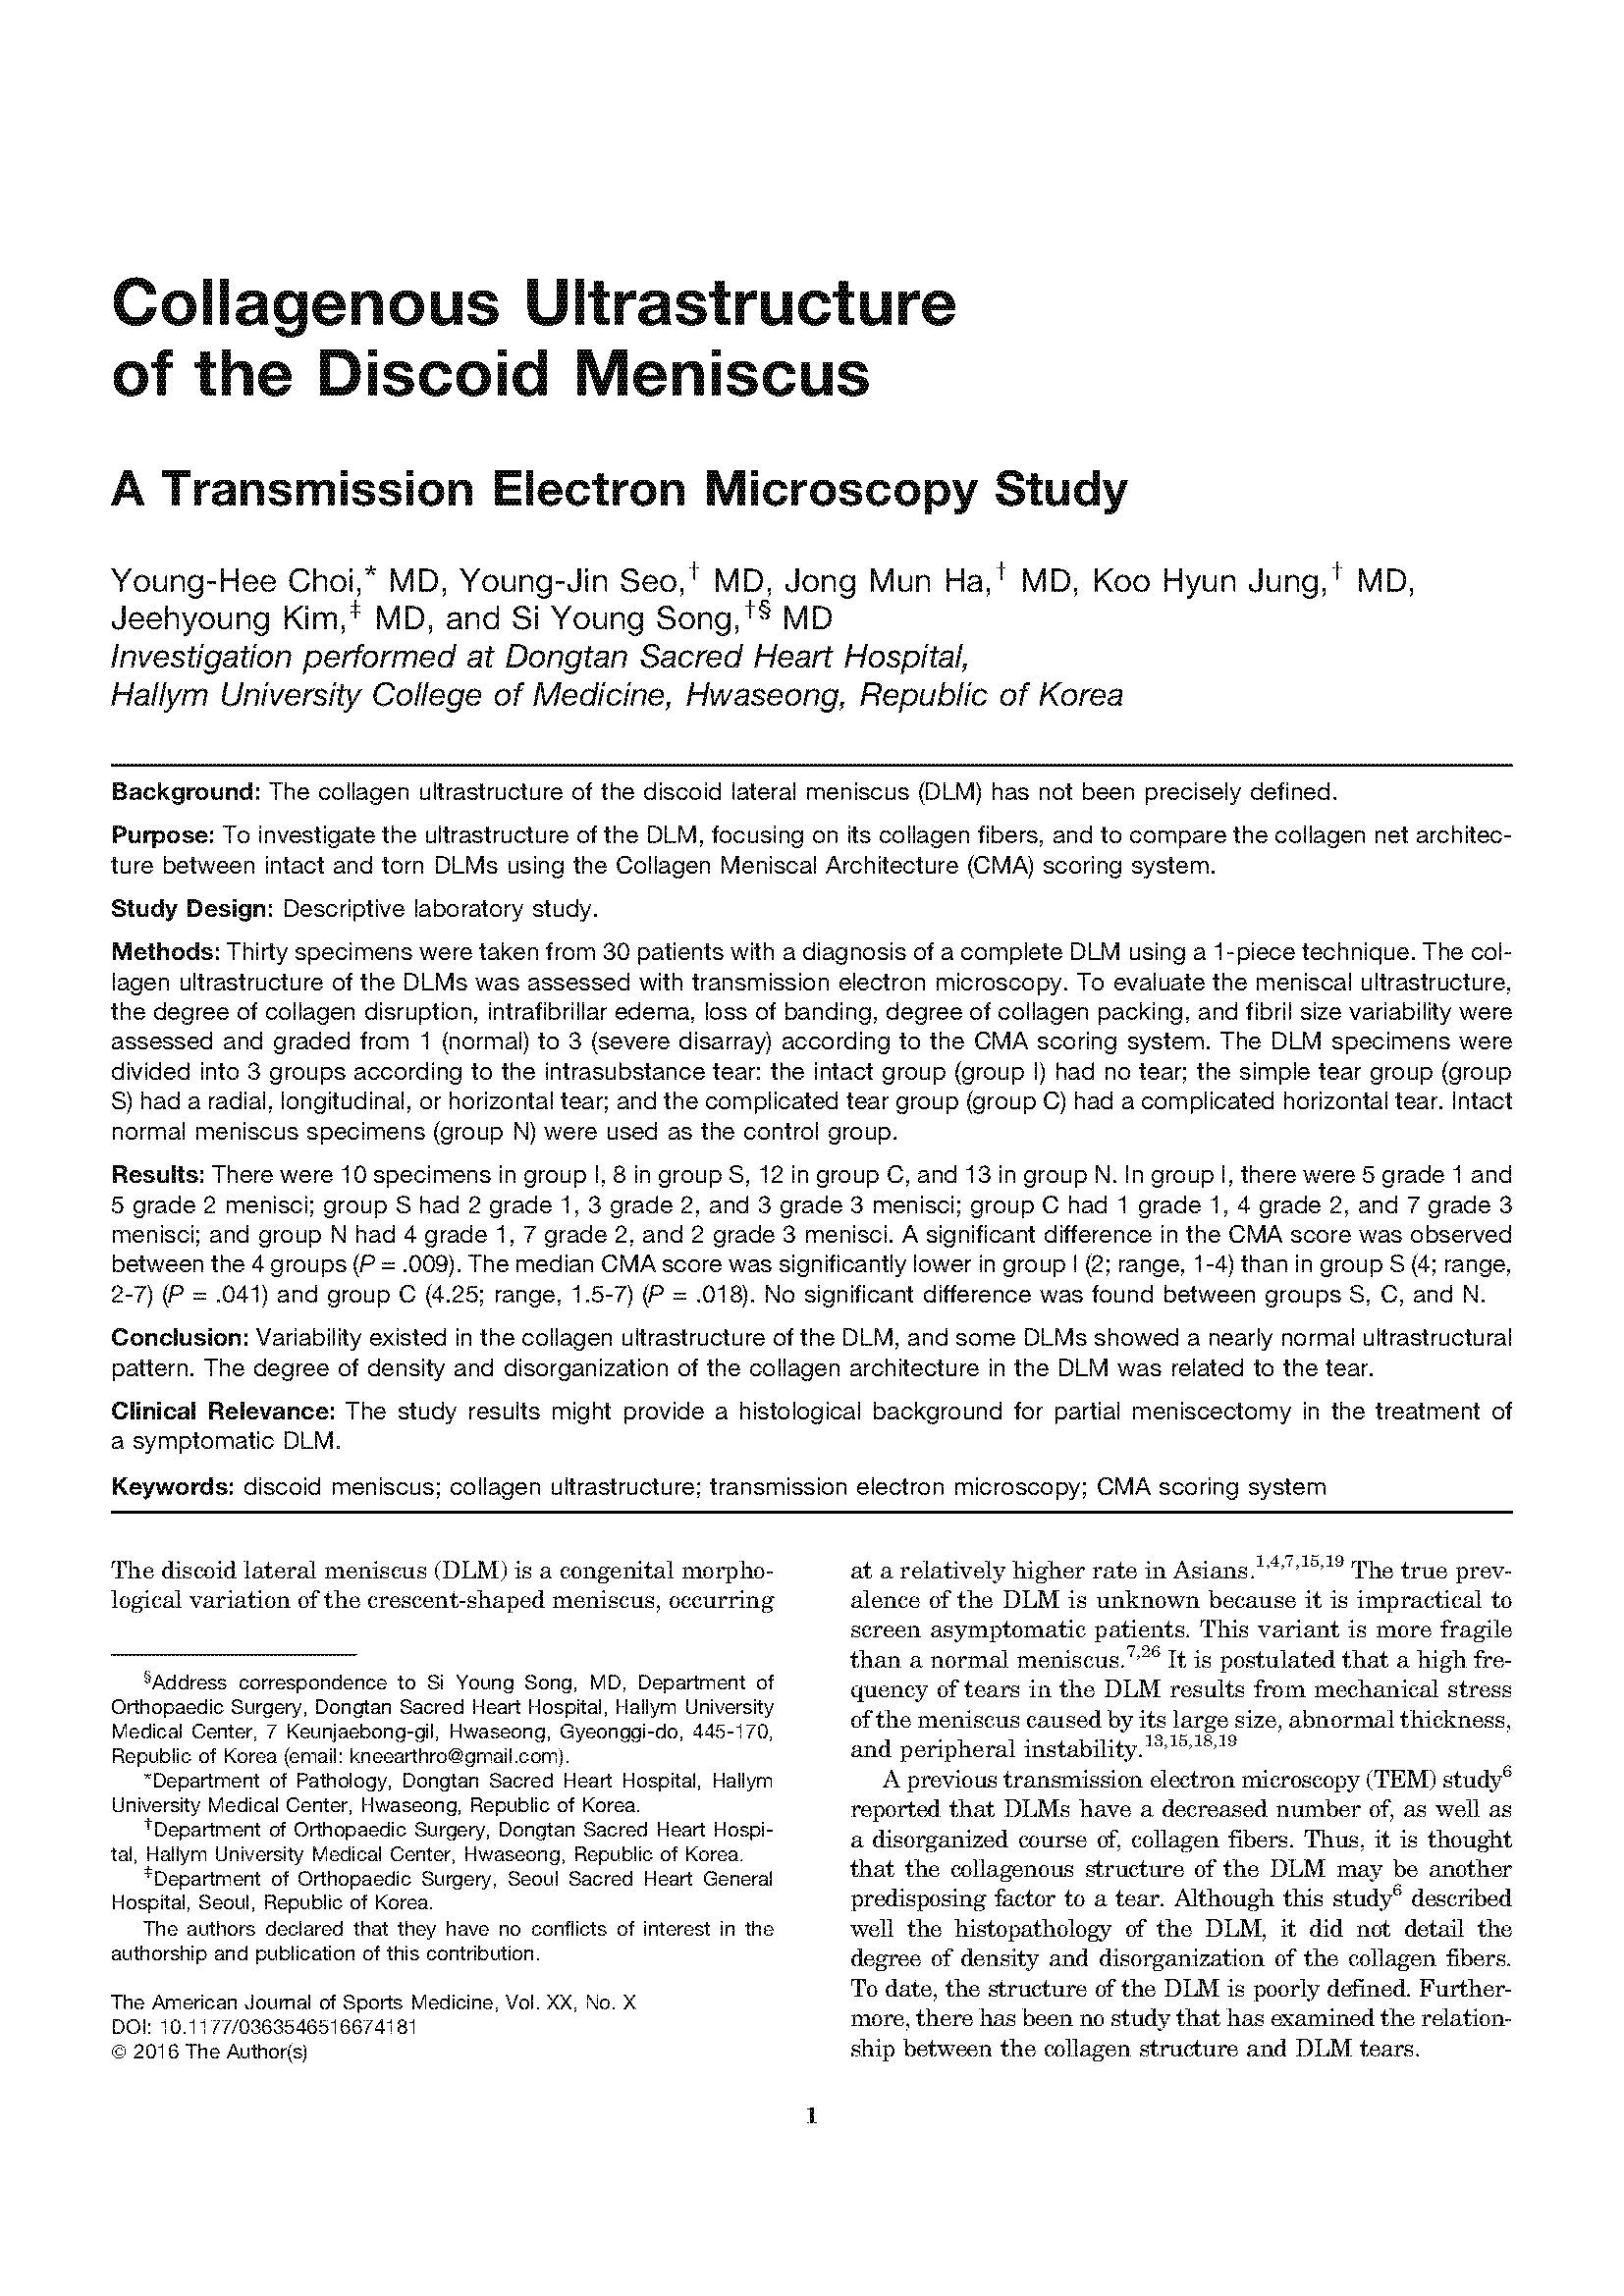 Collagenous Ultrastructure
of the Discoid Meniscus
A Transmission Electron Microscopy Study
Young-Hee Choi,* MD, Young-Jin Seo,† MD, Jong Mun Ha,† MD, Koo Hyun Jung,† MD,
Jeehyoung Kim,‡ MD, and Si Young Song,†§ MD
Investigation performed at Dongtan Sacred Heart Hospital,
Hallym University College of Medicine, Hwaseong, Republic of Korea
Background: The collagen ultrastructure of the discoid lateral meniscus (DLM) has not been precisely defined.
Purpose: To investigate the ultrastructure of the DLM, focusing on its collagen fibers, and to compare the collagen net architec-
ture between intact and torn DLMs using the Collagen Meniscal Architecture (CMA) scoring system.
Study Design: Descriptive laboratory study.
Methods: Thirty specimens were taken from 30 patients with a diagnosis of a complete DLM using a 1-piece technique. The col-
lagen ultrastructure of the DLMs was assessed with transmission electron microscopy. To evaluate the meniscal ultrastructure,
the degree of collagen disruption, intrafibrillar edema, loss of banding, degree of collagen packing, and fibril size variability were
assessed and graded from 1 (normal) to 3 (severe disarray) according to the CMA scoring system. The DLM specimens were
divided into 3 groups according to the intrasubstance tear: the intact group (group I) had no tear; the simple tear group (group
S) had a radial, longitudinal, or horizontal tear; and the complicated tear group (group C) had a complicated horizontal tear. Intact
normal meniscus specimens (group N) were used as the control group.
Results: There were 10 specimens in group I, 8 in group S, 12 in group C, and 13 in group N. In group I, there were 5 grade 1 and
5 grade 2 menisci; group S had 2 grade 1, 3 grade 2, and 3 grade 3 menisci; group C had 1 grade 1, 4 grade 2, and 7 grade 3
menisci; and group N had 4 grade 1, 7 grade 2, and 2 grade 3 menisci. A significant difference in the CMA score was observed
between the 4 groups (P = .009). The median CMA score was significantly lower in group I (2; range, 1-4) than in group S (4; range,
2-7) (P = .041) and group C (4.25; range, 1.5-7) (P = .018). No significant difference was found between groups S, C, and N.
Conclusion: Variability existed in the collagen ultrastructure of the DLM, and some DLMs showed a nearly normal ultrastructural
pattern. The degree of density and disorganization of the collagen architecture in the DLM was related to the tear.
Clinical Relevance: The study results might provide a histological background for partial meniscectomy in the treatment of
a symptomatic DLM.
Keywords: discoid meniscus; collagen ultrastructure; transmission electron microscopy; CMA scoring system
The discoid lateral meniscus (DLM) is a congenital morpho-
logical variation of the crescent-shaped meniscus, occurring
§Address correspondence to Si Young Song, MD, Department of
Orthopaedic Surgery, Dongtan Sacred Heart Hospital, Hallym University
Medical Center, 7 Keunjaebong-gil, Hwaseong, Gyeonggi-do, 445-170,
Republic of Korea (email: kneearthro@gmail.com).
*Department of Pathology, Dongtan Sacred Heart Hospital, Hallym
University Medical Center, Hwaseong, Republic of Korea.
†Department of Orthopaedic Surgery, Dongtan Sacred Heart Hospi-
tal, Hallym University Medical Center, Hwaseong, Republic of Korea.
‡Department of Orthopaedic Surgery, Seoul Sacred Heart General
Hospital, Seoul, Republic of Korea.
The authors declared that they have no conflicts of interest in the
authorship and publication of this contribution.
The American Journal of Sports Medicine, Vol. XX, No. X
DOI: 10.1177/0363546516674181
© 2016 The Author(s)
at a relatively higher rate in Asians.1,4,7,15,19 The true prev-
alence of the DLM is unknown because it is impractical to
screen asymptomatic patients. This variant is more fragile
than a normal meniscus.7,26 It is postulated that a high fre-
quency of tears in the DLM results from mechanical stress
of the meniscus caused by its large size, abnormal thickness,
and peripheral instability.13,15,18,19
A previous transmission electron microscopy (TEM) study6
reported that DLMs have a decreased number of, as well as
a disorganized course of, collagen fibers. Thus, it is thought
that the collagenous structure of the DLM may be another
predisposing factor to a tear. Although this study6 described
well the histopathology of the DLM, it did not detail the
degree of density and disorganization of the collagen fibers.
To date, the structure of the DLM is poorly defined. Further-
more, there has been no study that has examined the relation-
ship between the collagen structure and DLM tears.
1